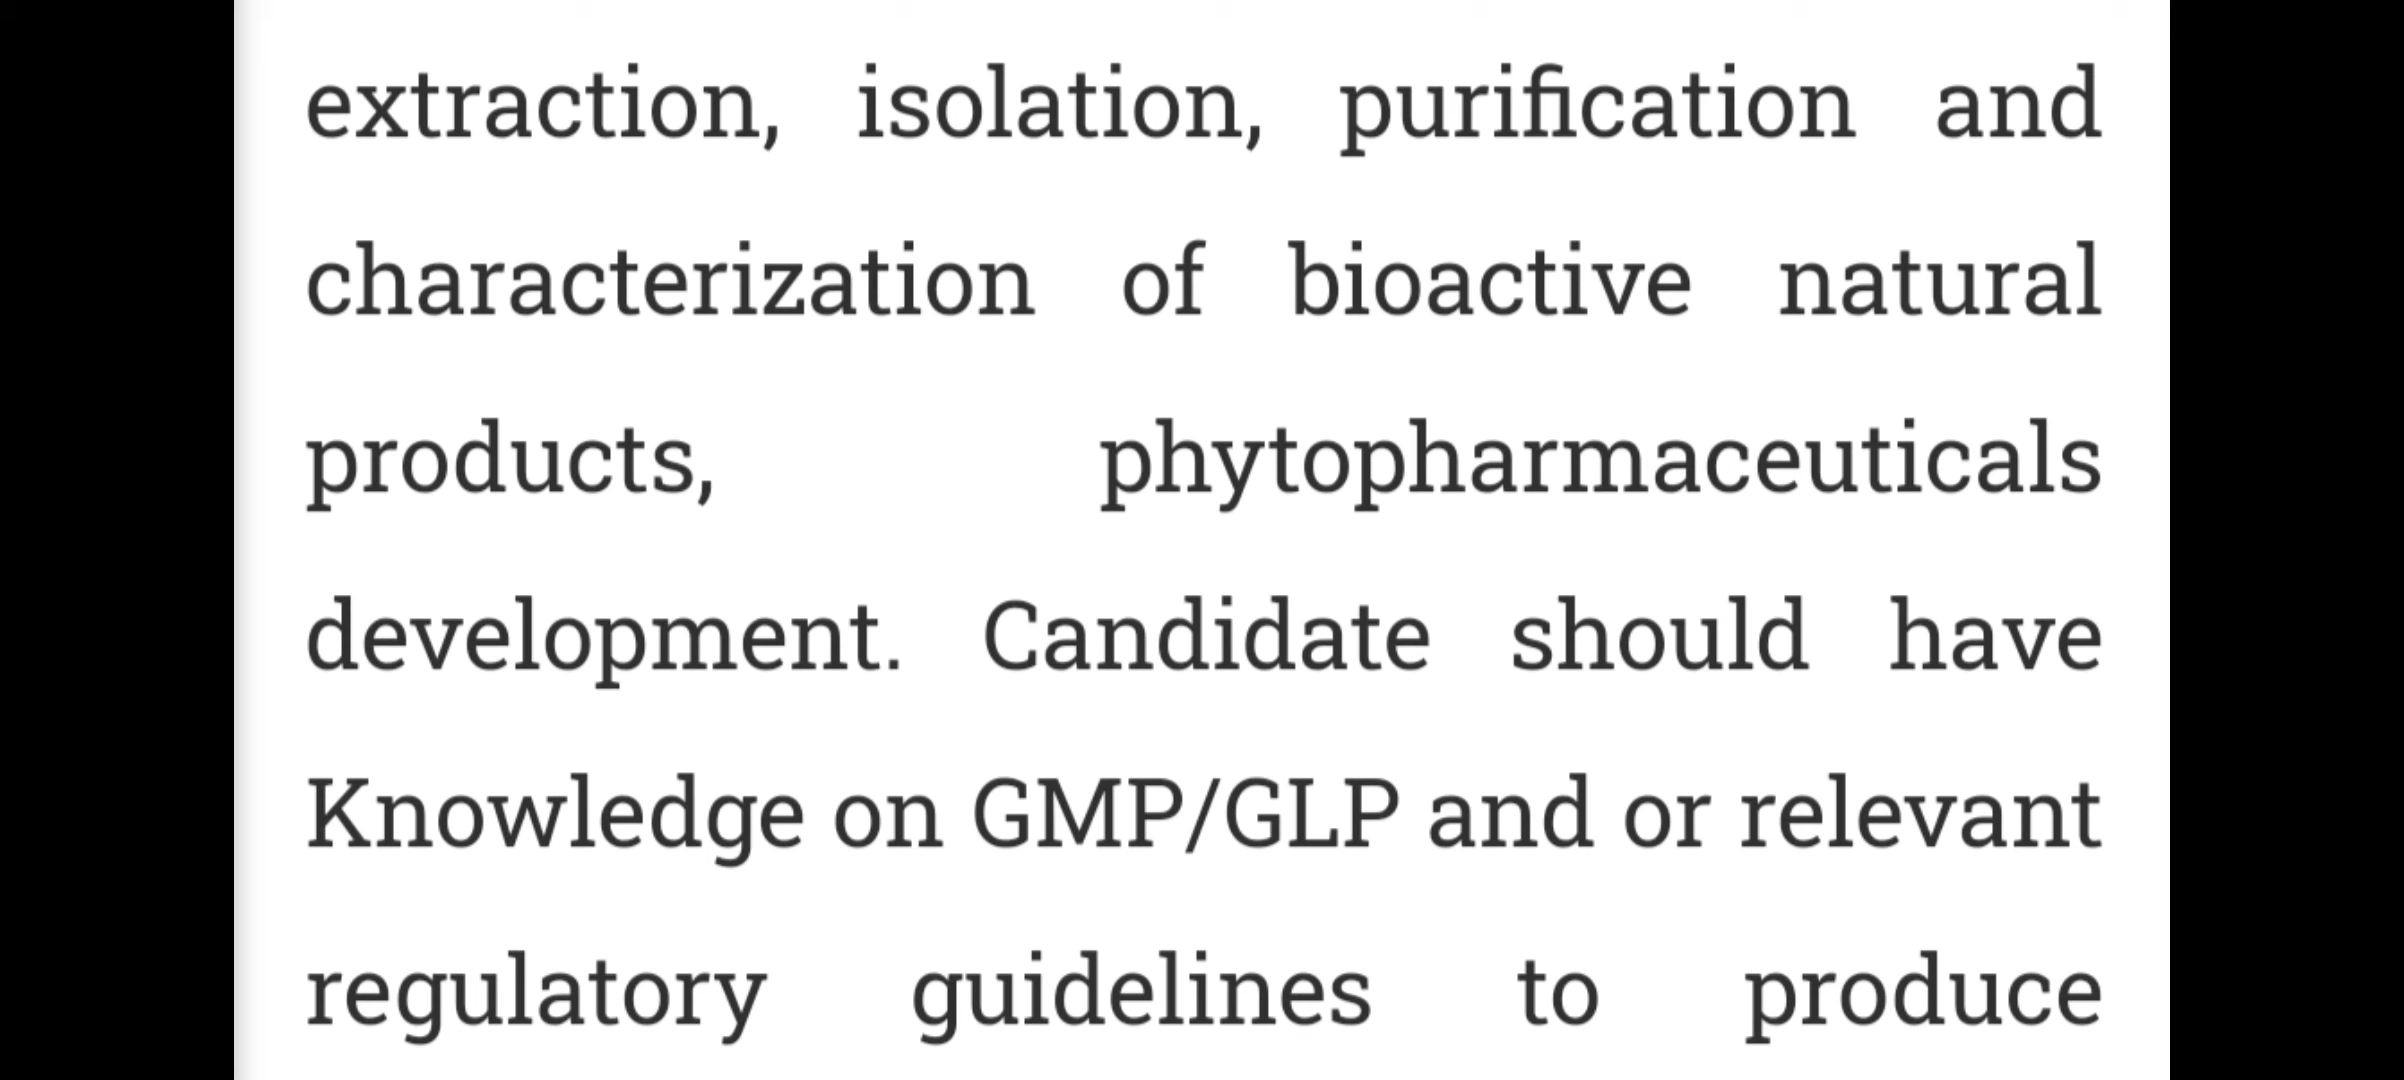 extraction, isolation, purification and
characterization of bioactive natural
products, phytopharmaceuticals
development. Candidate should have
Knowledge on GMP/GLP and or relevant
regulatory guidelines to produce